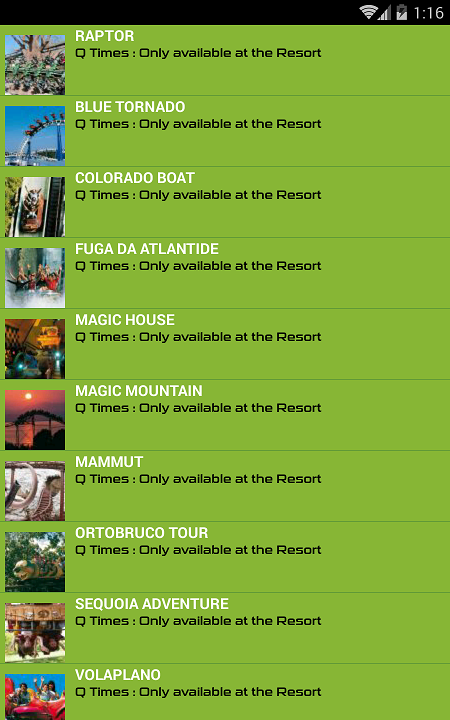 1:16
RAPTOR
Q Times : Only available at the Resort
BLUE TORNADO
Q Times : Only available at the Resort
COLORADO BOAT
Q Times : Only available at the Resort
FUGA DA ATLANTIDE
Q Times : Only available at the Resort
MAGIC HOUSE
Q Times : Only available at the Resort
MAGIC MOUNTAIN
Q Times : Only available at the Resort
MAMMUT
Q Times : Only available at the Resort
ORTOBRUCO TOUR
Q Times : Only available at the Resort
SEQUOIA ADVENTURE
Q Times : Only available at the Resort
VOLAPLANO
Q Times : Only available at the Resort